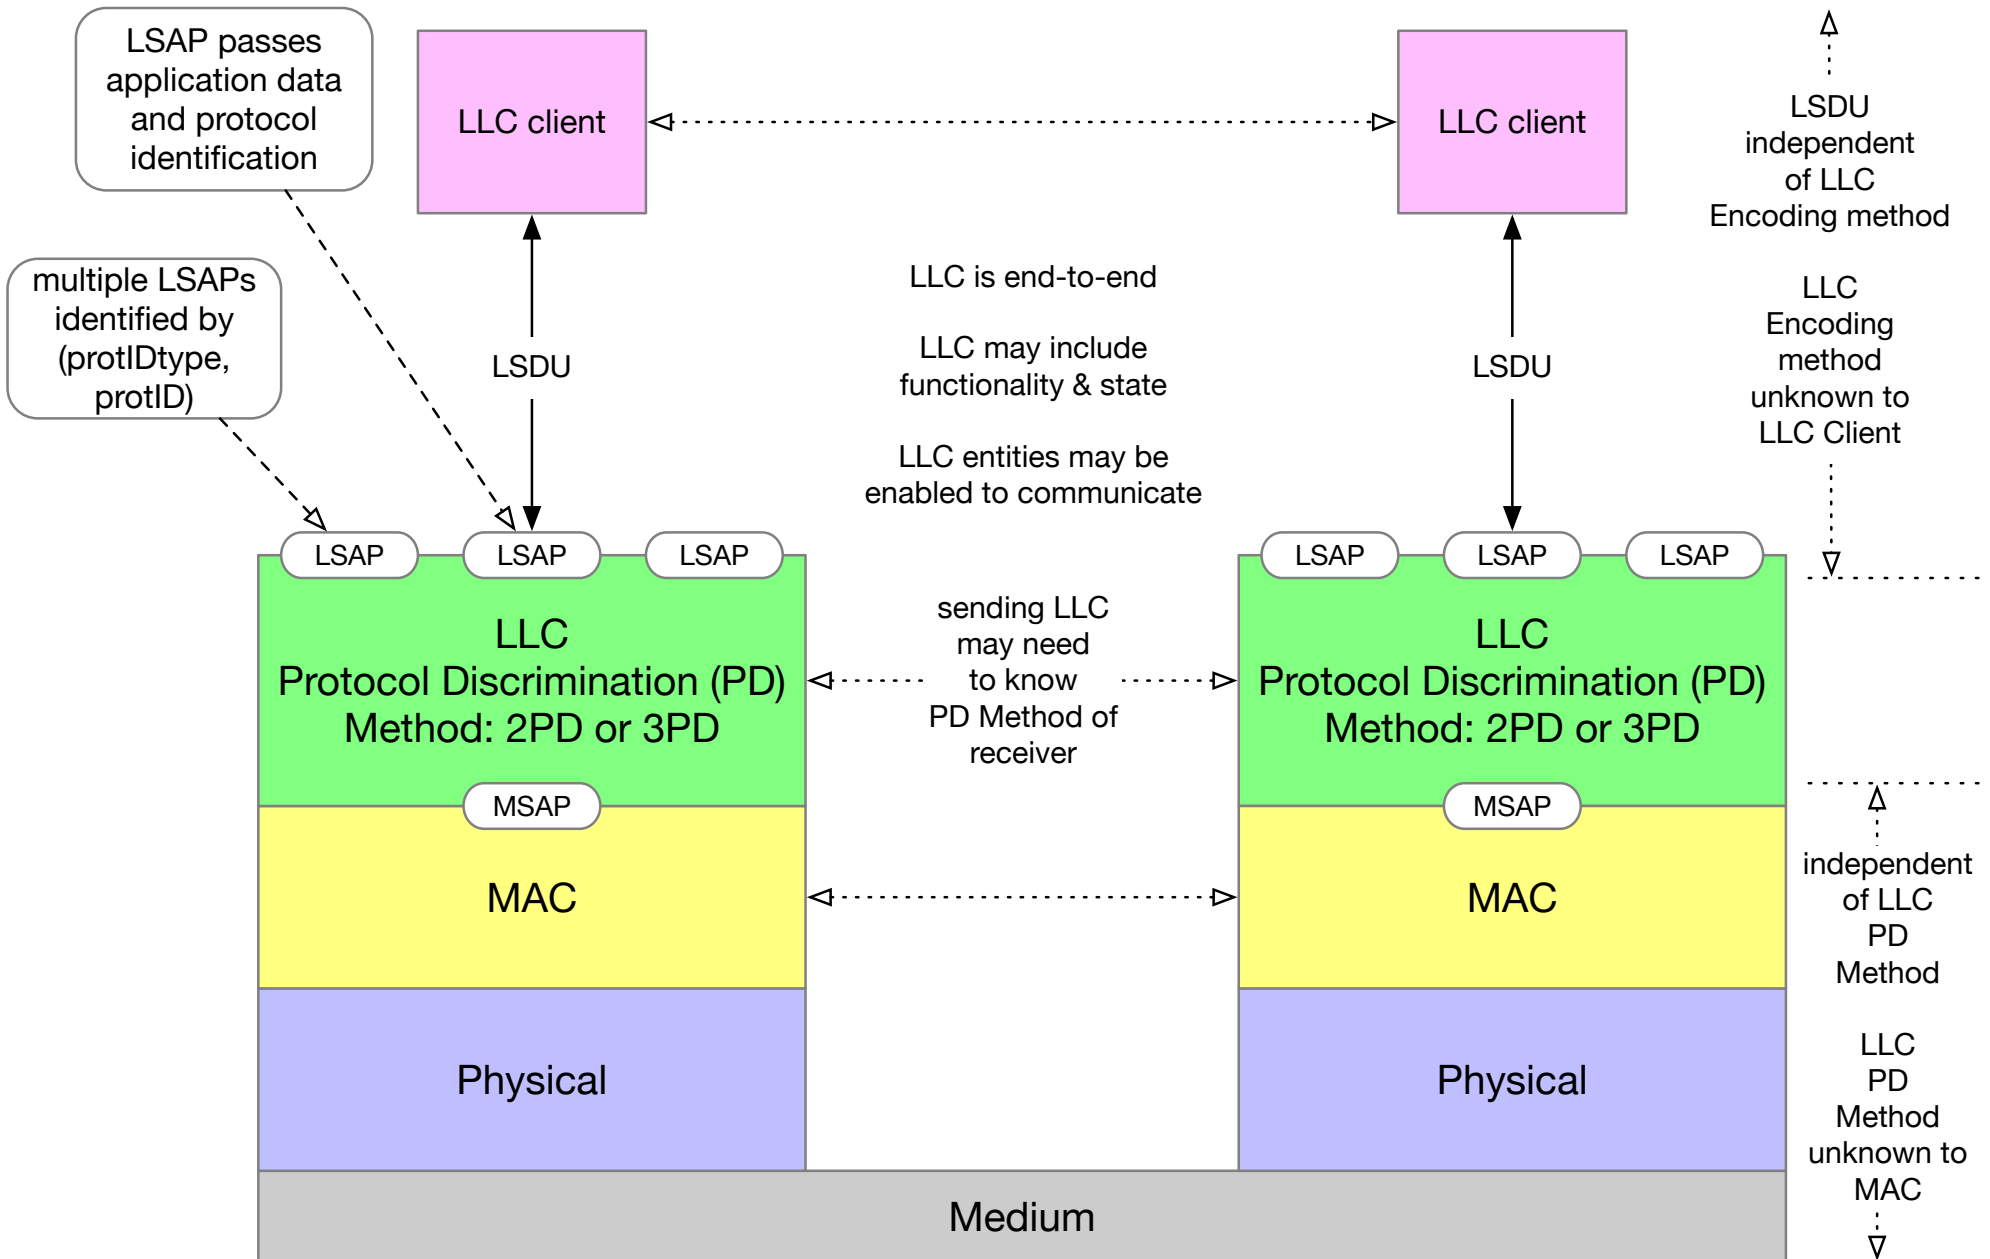 LSAP passes
application data
and protocol
identification
multiple LSAPs
identified by
(protIDtype,
protID)
LLC client
LLC client
LSDU
LSDU
LLC is end-to-end
LLC may include
functionality & state
LLC entities may be
enabled to communicate
LSDU
independent
of LLC
Encoding method
LLC
Encoding
method
unknown to
LLC Client
LSAP
LSAP
LSAP
LLC
Protocol Discrimination (PD)
Method: 2PD or 3PD
MSAP
MAC
Physical
sending LLC
may need
to know
PD Method of
receiver
LSAP
LSAP
LSAP
LLC
Protocol Discrimination (PD)
Method: 2PD or 3PD
MSAP
MAC
Physical
independent
of LLC
PD
Method
LLC
PD
Method
unknown to
MAC
Medium